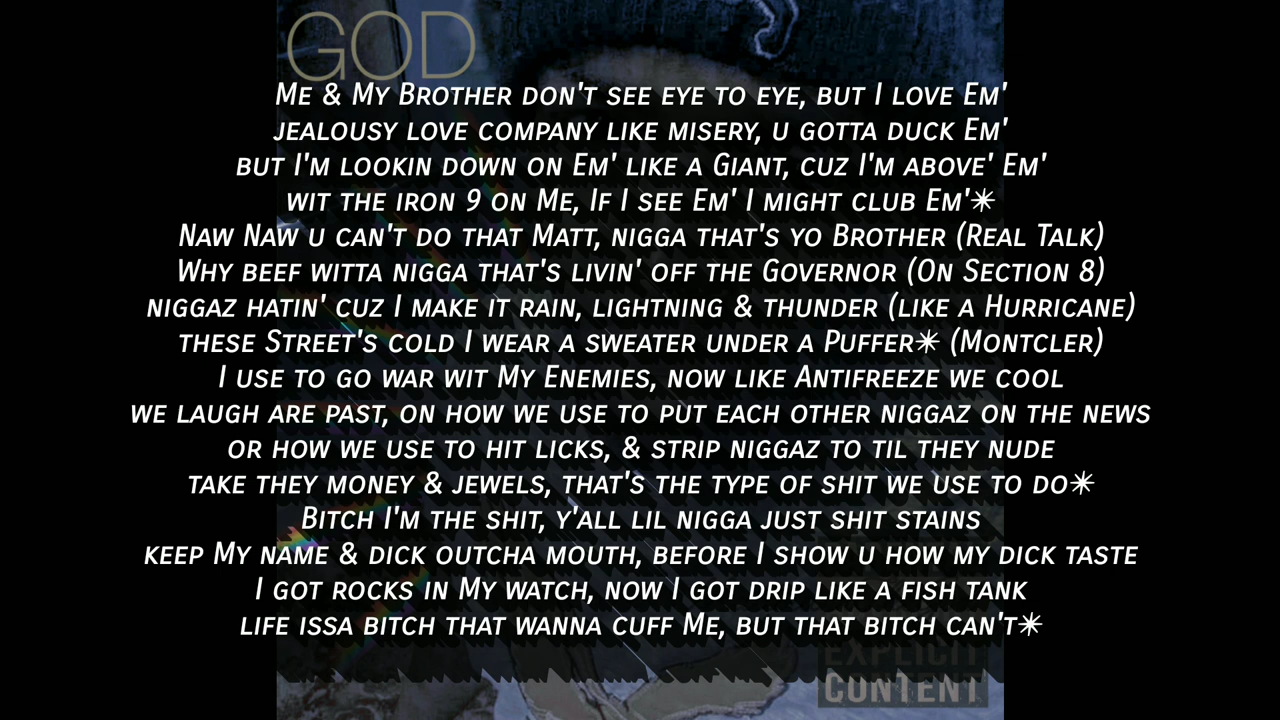 GOD
Me & My Brother don't see eye to eye, but I love Em'
jealousy love company like misery, u gotta duck Em'
but I'm lookin down on Em' like a Giant, cuz I'm above' Em'
wit the iron 9 on Me, If I see Em' I might club Em'✴
Naw Naw u can't do that Matt, nigga that's yo Brother (Real Talk)
Why beef witta nigga that's livin' off the Governor (On Section 8)
niggaz hatin' cuz I make it rain, lightning & thunder (like a Hurricane)
these Street's cold I wear a sweater under a Puffer✴ (Montcler)
I use to go war wit My Enemies, now like Antifreeze we cool
we laugh are past, on how we use to put each other niggaz on the news
or how we use to hit licks, & strip niggaz to til they nude
take they money & jewels, that's the type of shit we use to do✴
Bitch I'm the shit, y'all lil nigga just shit stains
keep My name & dick outcha mouth, before I show u how my dick taste
I got rocks in My watch, now I got drip like a fish tank
life issa bitch that wanna cuff Me, but that bitch can't✴
EXPLICIT
CONTENT